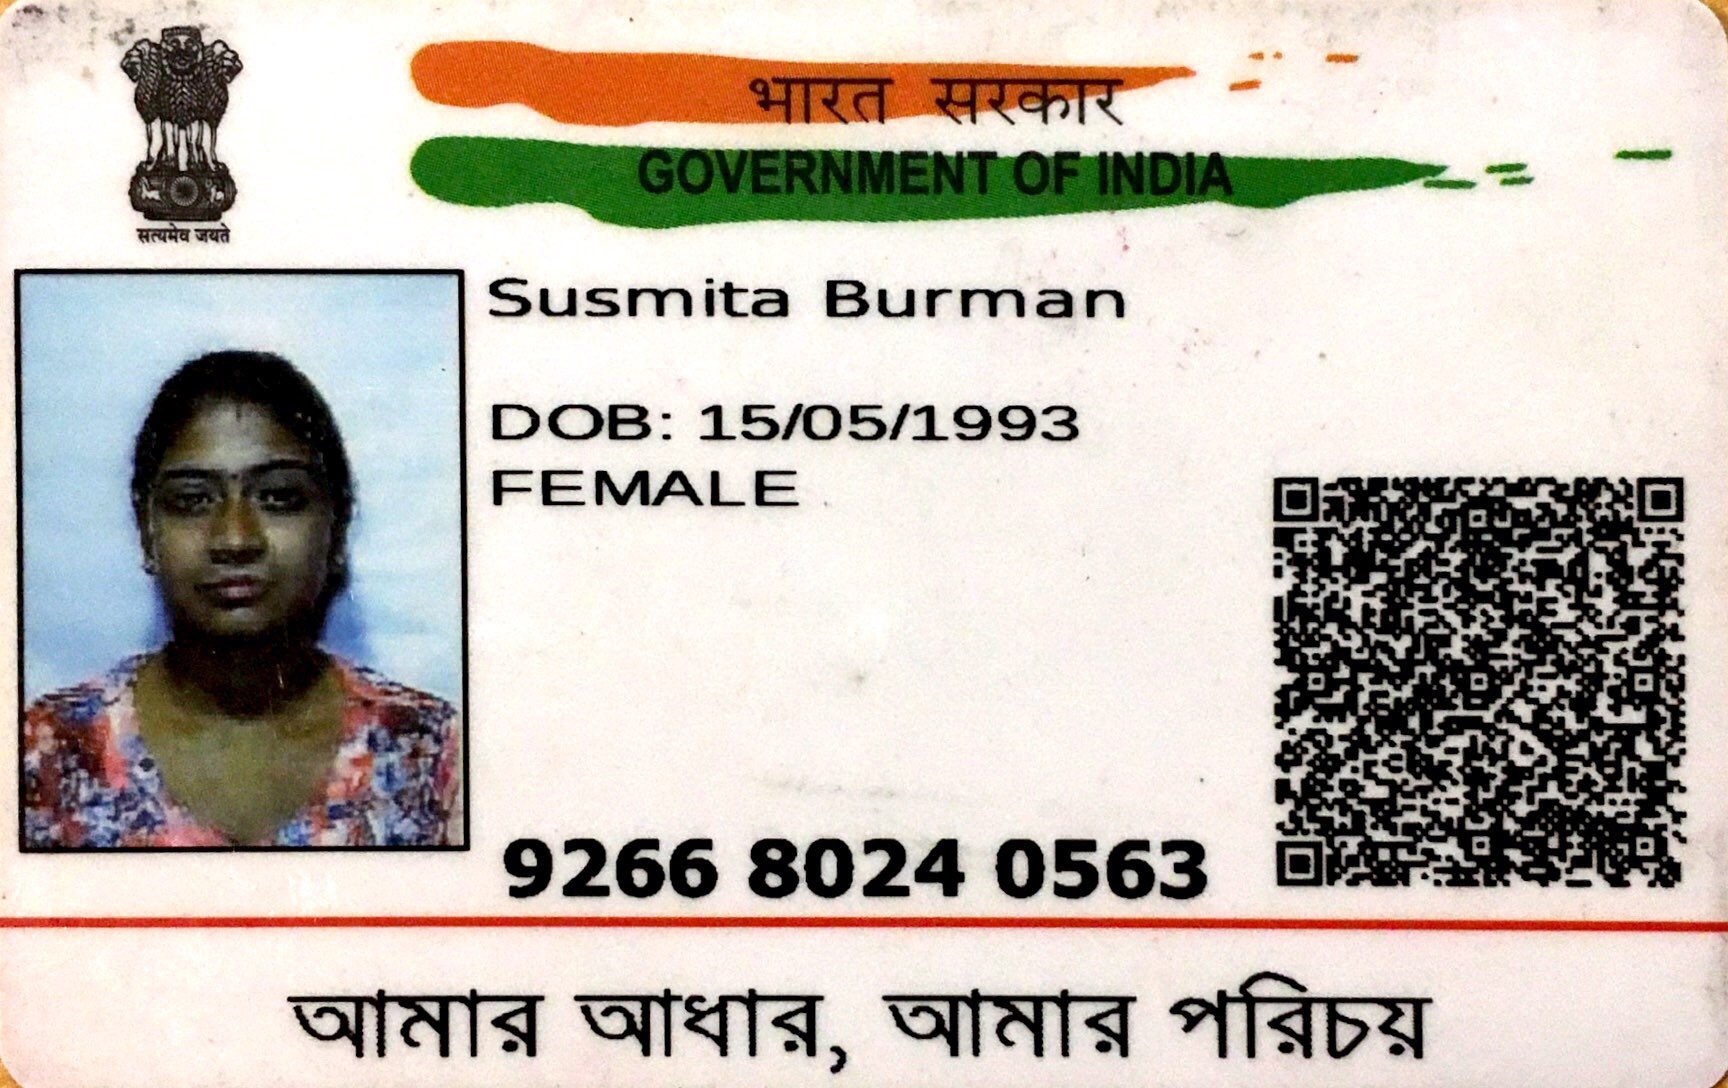 भारत सरकार
GOVERNMENT OF INDIA
सत्यमेव जयते
Susmita Burman
DOB: 15/05/1993
FEMALE
9266 8024 0563
আমার আধার, আমার পরিচয়